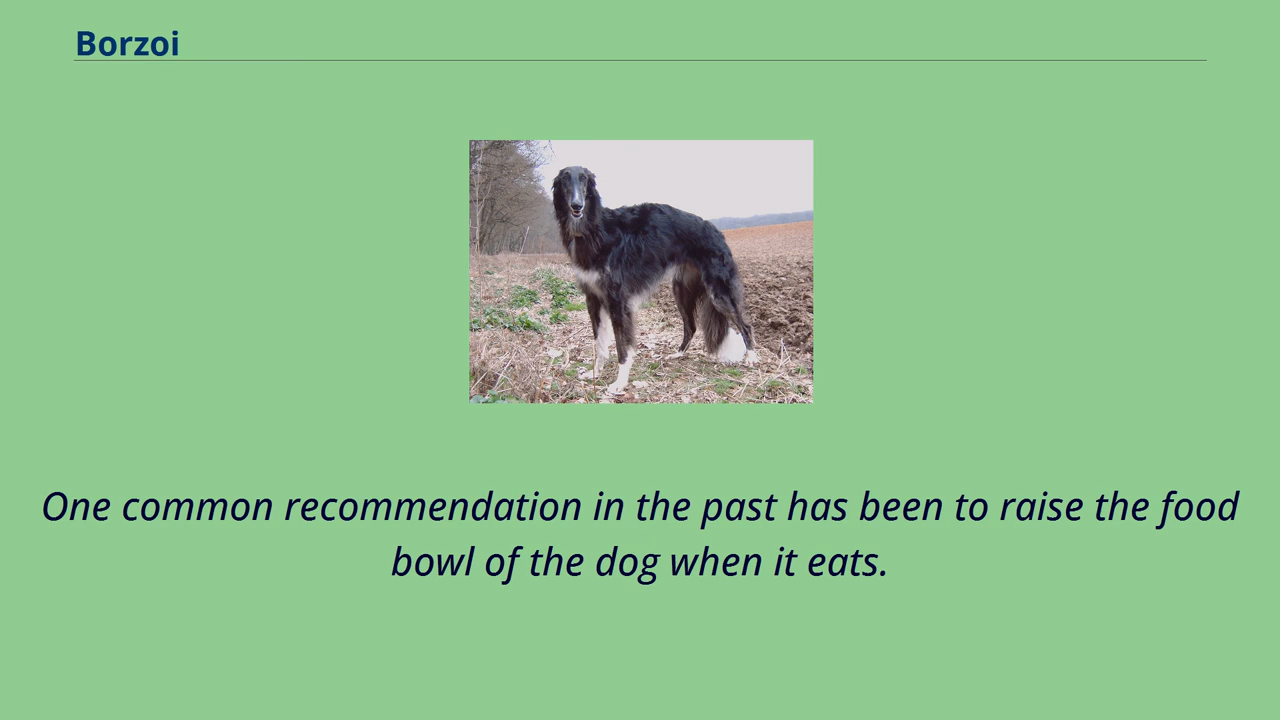 Borzoi
One common recommendation in the past has been to raise the food
bowl of the dog when it eats.